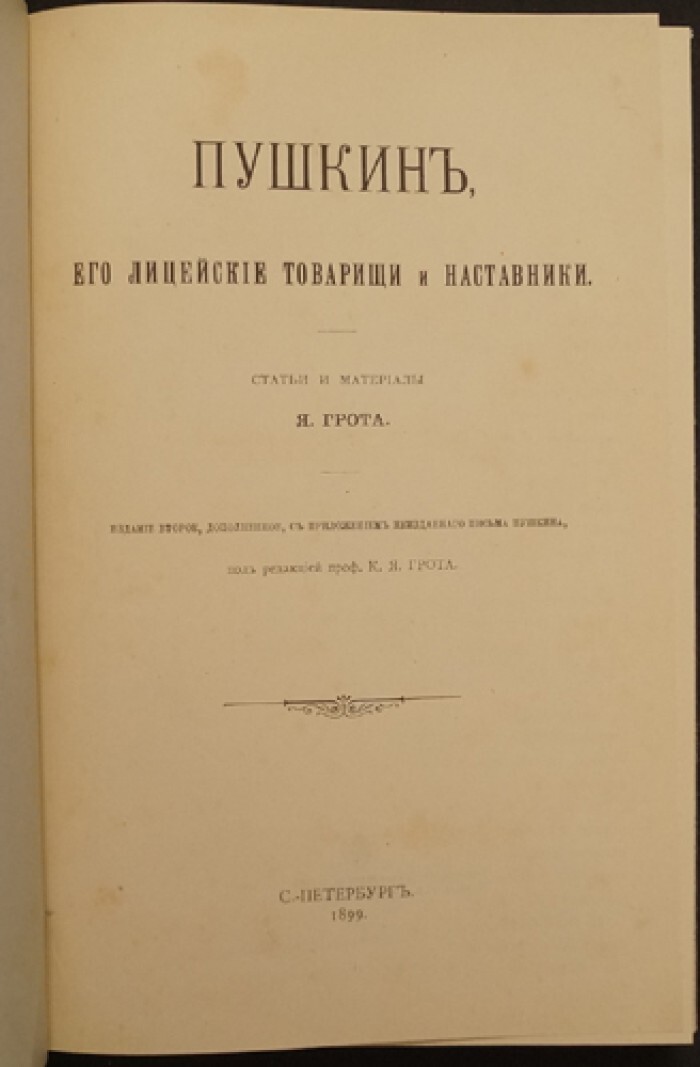 ПУШКИНЪ,
ЕГО ЛИЦЕЙСКІЕ ТОВАРИЩИ и НАСТАВНИКИ.
СТАТЬИ И МАТЕРІАЛЫ
Я. ГРОТА.
ИЗДАНІЕ ВТОРОЕ, ДОПОЛНЕННОЕ, СЪ ПРИЛОЖЕНІЕМЪ НЕИЗДАННАГО ПИСЬМА ПУШКИНА,
подъ редакціей проф. К. Я. ГРОТА.
С.-ПЕТЕРБУРГЪ.
1899.